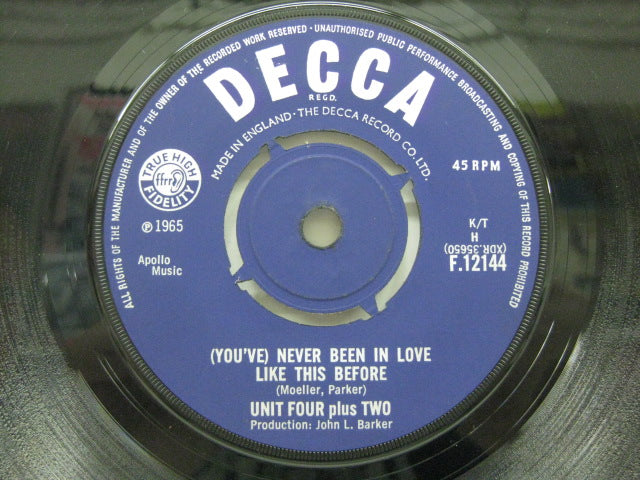 ALL RIGHTS OF THE MANUFACTURER AND OF THE OWNER OF THE RECORDED WORK RESERVED · UNAUTHORISED PUBLIC PERFORMANCE BROADCASTING AND COPYING OF THIS RECORD PROHIBITED
DECCA
REGD.
MADE IN ENGLAND · THE DECCA RECORD CO. LTD.
TRUE HIGH
ffrr
FIDELITY
45 RPM
℗ 1965
K/T
H
(XDR.35650)
F.12144
Apollo
Music
(YOU'VE) NEVER BEEN IN LOVE
LIKE THIS BEFORE
(Moeller, Parker)
UNIT FOUR plus TWO
Production: John L. Barker